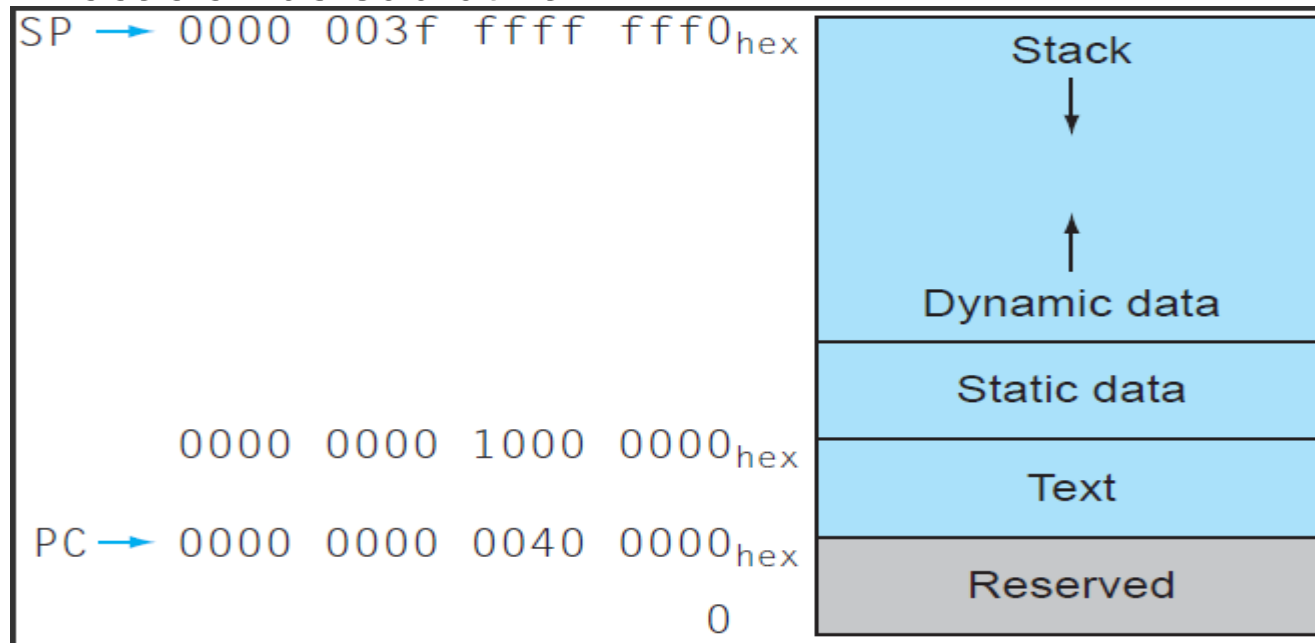 SP → 0000 003f ffff fff0hex
Stack
Dynamic data
Static data
0000 0000 1000 0000hex
Text
PC → 0000 0000 0040 0000hex
Reserved
0